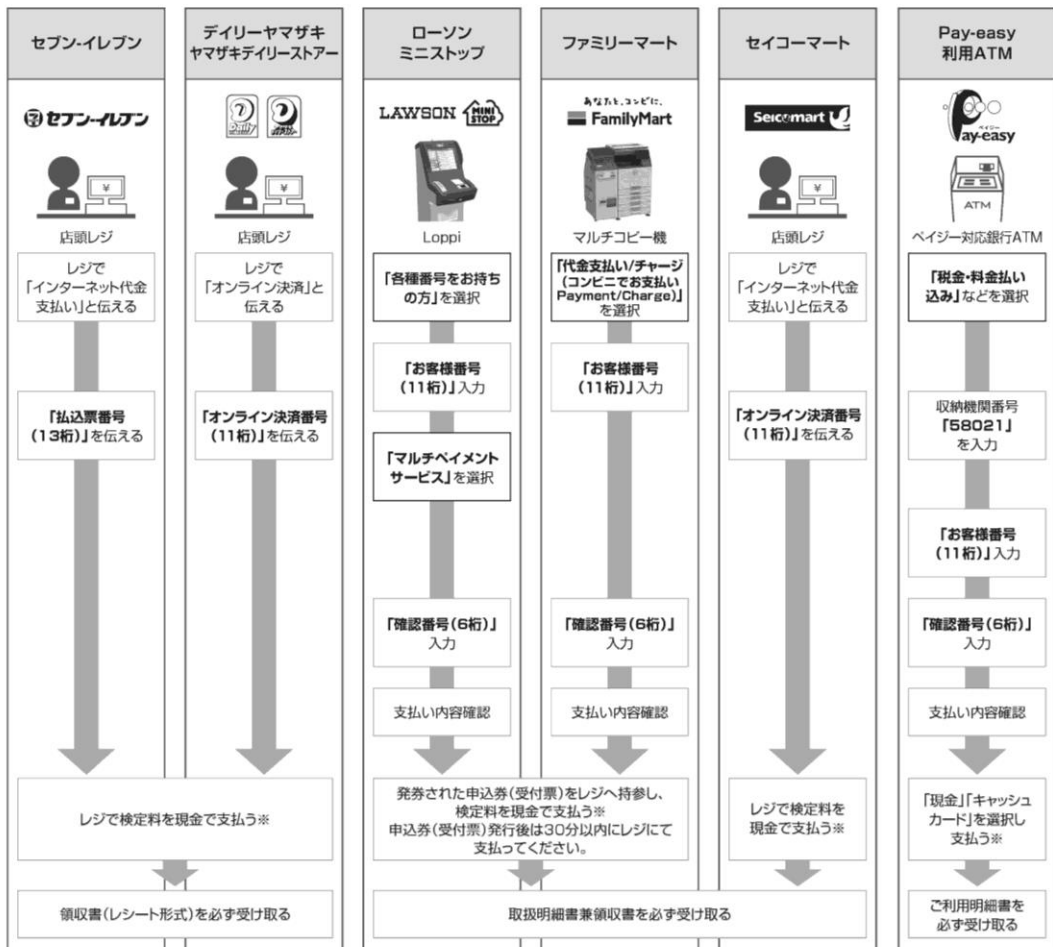 セブン-イレブン
デイリーヤマザキ
ヤマザキデイリーストアー
ローソン
ミニストップ
ファミリーマート
セイコーマート
Pay-easy
利用ATM
セブン-イレブン
Daily
LAWSON
MINI
STOP
あなたと、コンビに、
FamilyMart
Seicomart
ペイジー
Pay-easy
¥
¥
¥
ATM
店頭レジ
店頭レジ
Loppi
マルチコピー機
店頭レジ
ペイジー対応銀行ATM
レジで
「インターネット代金
支払い」と伝える
レジで
「オンライン決済」と
伝える
「各種番号をお持ち
の方」を選択
「代金支払い/チャージ
(コンビニでお支払い
Payment/Charge)」
を選択
レジで
「インターネット代金
支払い」と伝える
「税金・料金払い
込み」などを選択
「お客様番号
(11桁)」入力
「お客様番号
(11桁)」入力
「払込票番号
(13桁)」を伝える
「オンライン決済番号
(11桁)」を伝える
「オンライン決済番号
(11桁)」を伝える
収納機関番号
「58021」
を入力
「マルチペイメント
サービス」を選択
「お客様番号
(11桁)」入力
「確認番号(6桁)」
入力
「確認番号(6桁)」
入力
「確認番号(6桁)」
入力
支払い内容確認
支払い内容確認
支払い内容確認
レジで検定料を現金で支払う※
発券された申込券(受付票)をレジへ持参し、
検定料を現金で支払う※
申込券(受付票)発行後は30分以内にレジにて
支払ってください。
レジで検定料を
現金で支払う※
「現金」「キャッシュ
カード」を選択し
支払う※
領収書(レシート形式)を必ず受け取る
取扱明細書兼領収書を必ず受け取る
ご利用明細書を
必ず受け取る